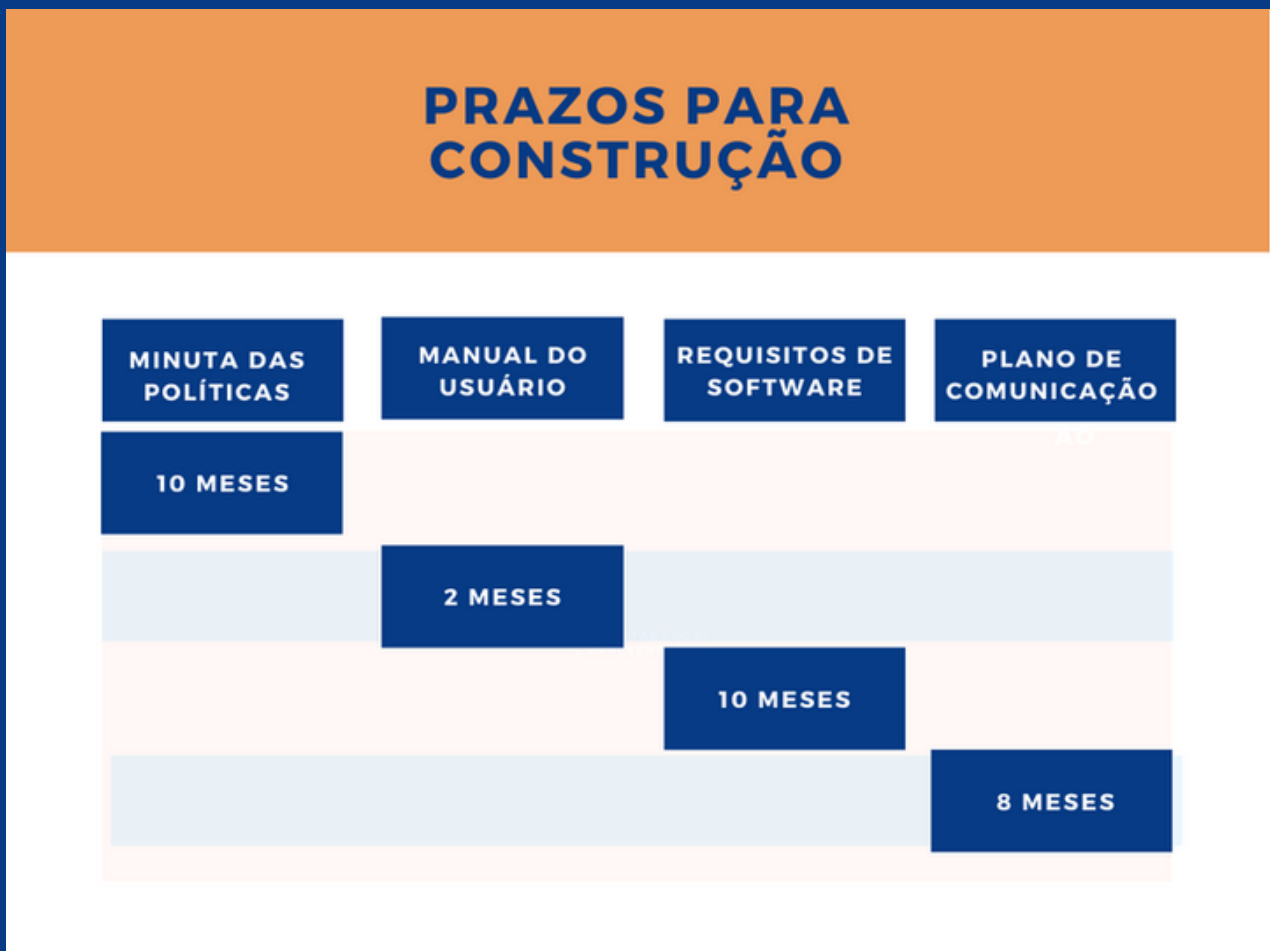 PRAZOS PARA
CONSTRUÇÃO
MINUTA DAS
POLÍTICAS
MANUAL DO
USUÁRIO
REQUISITOS DE
SOFTWARE
PLANO DE
COMUNICAÇÃO
ÃO
10 MESES
2 MESES
10 MESES
8 MESES